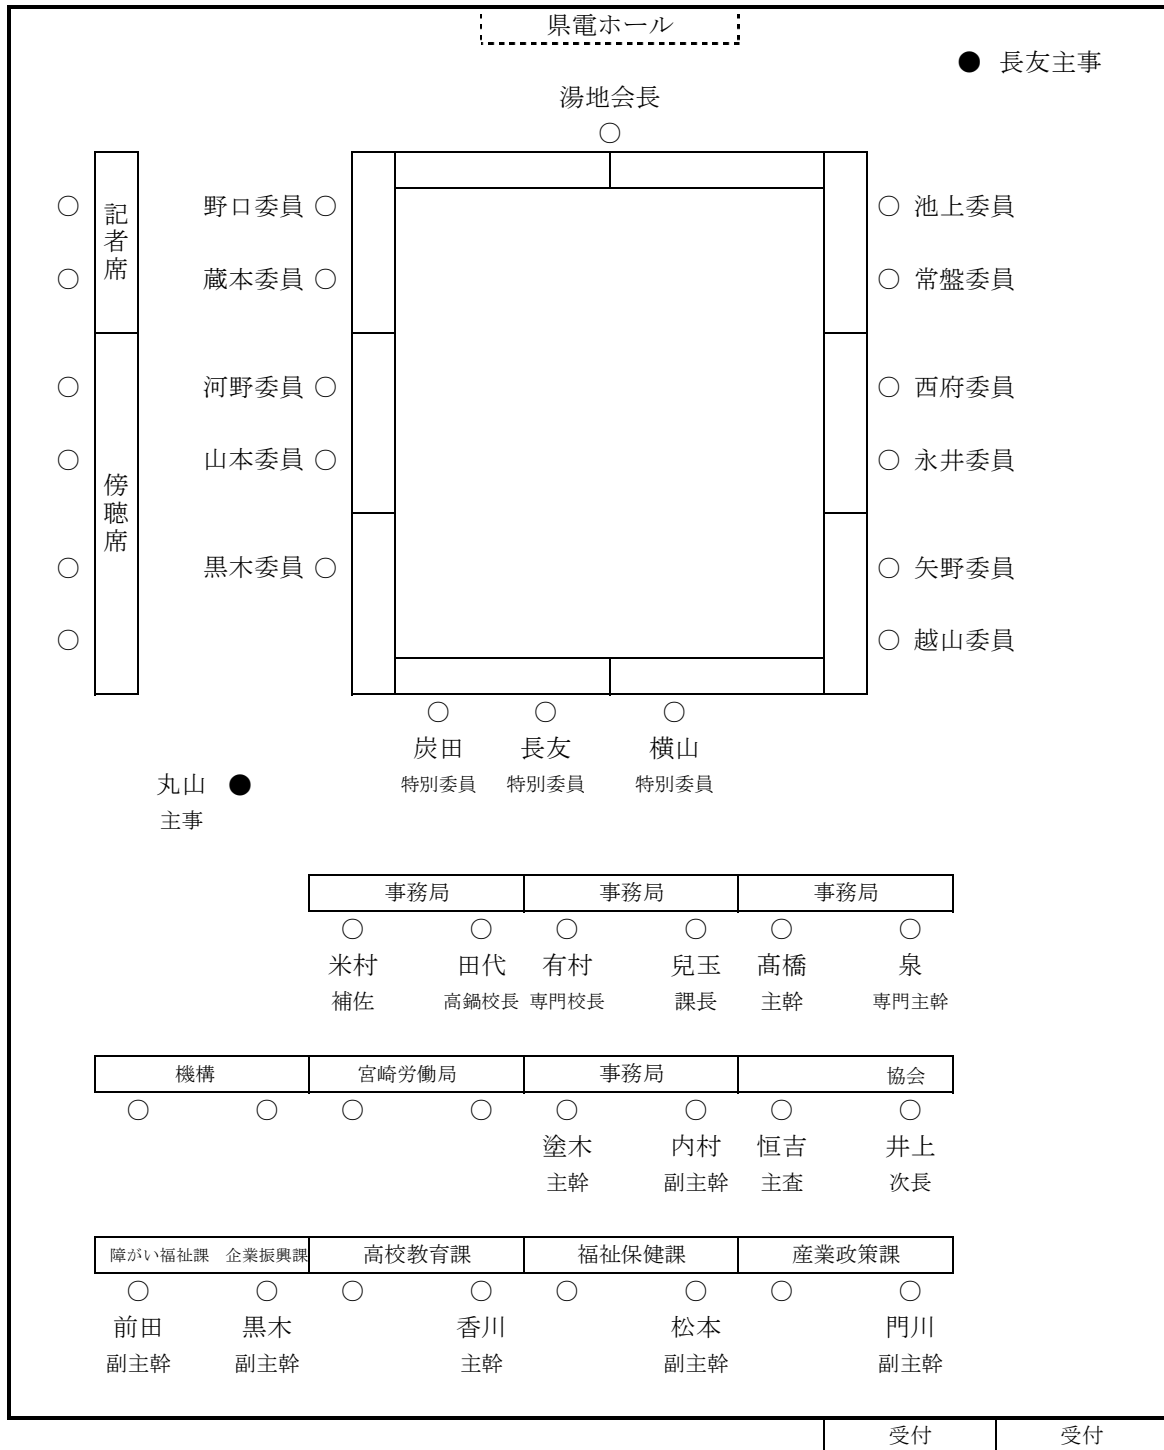 県電ホール
● 長友主事
湯地会長
○
○ 野口委員 ○ ○ 池上委員
記者席
○ 蔵本委員 ○ ○ 常盤委員
○ 河野委員 ○ ○ 西府委員
○ 山本委員 ○ ○ 永井委員
傍聴席
○ 黒木委員 ○ ○ 矢野委員
○ ○ 越山委員
○ ○ ○
炭田 長友 横山
特別委員 特別委員 特別委員
丸山 ●
主事
事務局 事務局 事務局
○ ○ ○ ○ ○ ○
米村 田代 有村 兒玉 髙橋 泉
補佐 高鍋校長 専門校長 課長 主幹 専門主幹
機構 宮崎労働局 事務局 協会
○ ○ ○ ○ ○ ○ ○ ○
塗木 内村 恒吉 井上
主幹 副主幹 主査 次長
障がい福祉課 企業振興課 高校教育課 福祉保健課 産業政策課
○ ○ ○ ○ ○ ○ ○ ○
前田 黒木 香川 松本 門川
副主幹 副主幹 主幹 副主幹 副主幹
受付 受付